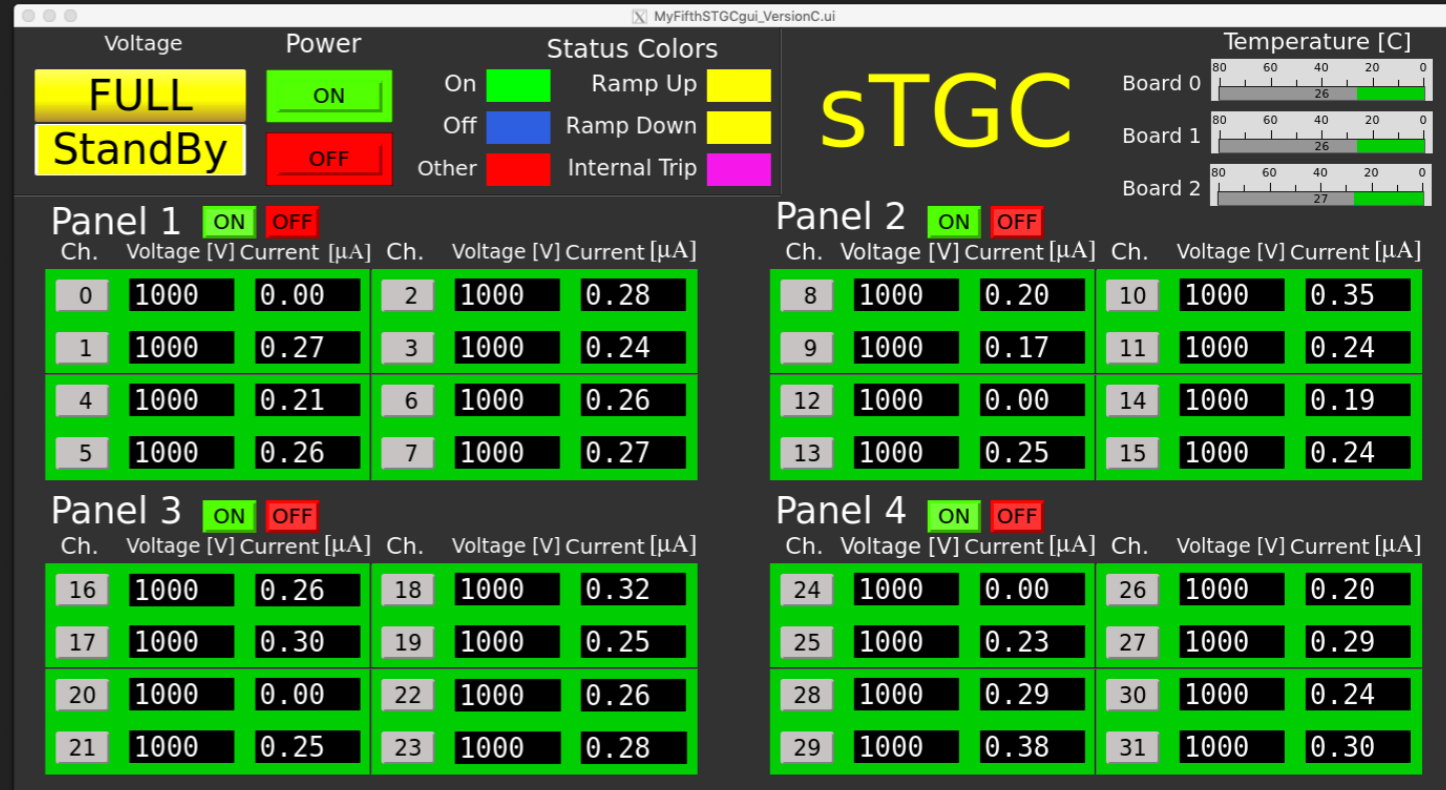 MyFifthSTGCgui_VersionC.ui
Voltage
FULL
StandBy
Power
ON
OFF
Status Colors
On Ramp Up
Off Ramp Down
Other Internal Trip
sTGC
Temperature [C]
80 60 40 20 0
Board 0
26
80 60 40 20 0
Board 1
26
80 60 40 20 0
Board 2
27
Panel 1 ON OFF
Ch. Voltage [V] Current [µA] Ch. Voltage [V] Current [µA]
0 1000 0.00 2 1000 0.28
1 1000 0.27 3 1000 0.24
4 1000 0.21 6 1000 0.26
5 1000 0.26 7 1000 0.27
Panel 2 ON OFF
Ch. Voltage [V] Current [µA] Ch. Voltage [V] Current [µA]
8 1000 0.20 10 1000 0.35
9 1000 0.17 11 1000 0.24
12 1000 0.00 14 1000 0.19
13 1000 0.25 15 1000 0.24
Panel 3 ON OFF
Ch. Voltage [V] Current [µA] Ch. Voltage [V] Current [µA]
16 1000 0.26 18 1000 0.32
17 1000 0.30 19 1000 0.25
20 1000 0.00 22 1000 0.26
21 1000 0.25 23 1000 0.28
Panel 4 ON OFF
Ch. Voltage [V] Current [µA] Ch. Voltage [V] Current [µA]
24 1000 0.00 26 1000 0.20
25 1000 0.23 27 1000 0.29
28 1000 0.29 30 1000 0.24
29 1000 0.38 31 1000 0.30